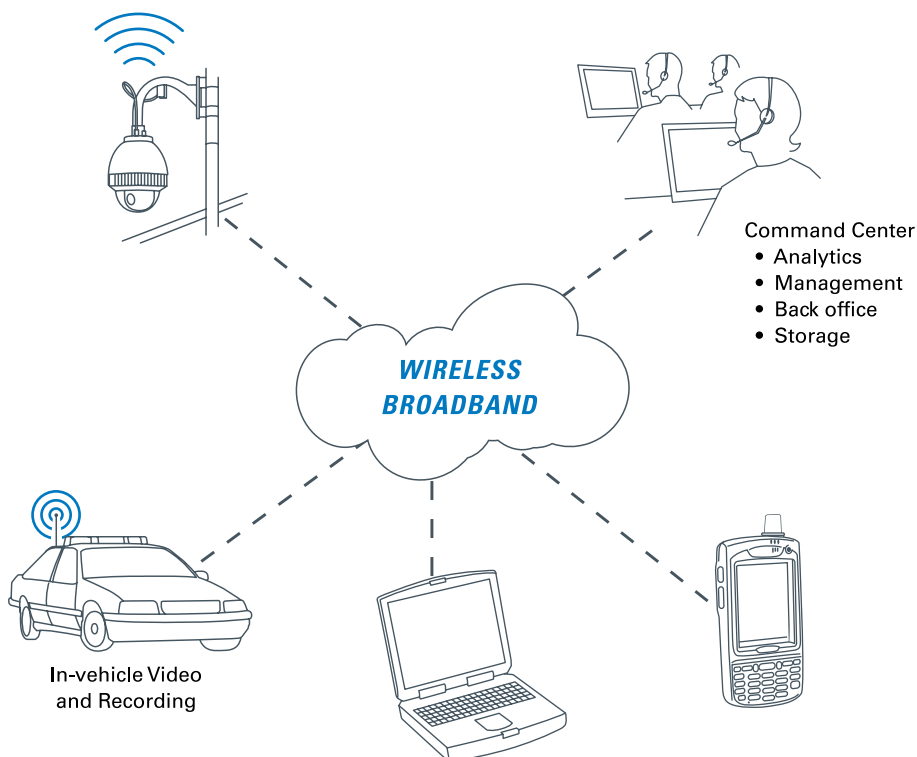 Command Center
• Analytics
• Management
• Back office
• Storage
WIRELESS
BROADBAND
In-vehicle Video
and Recording